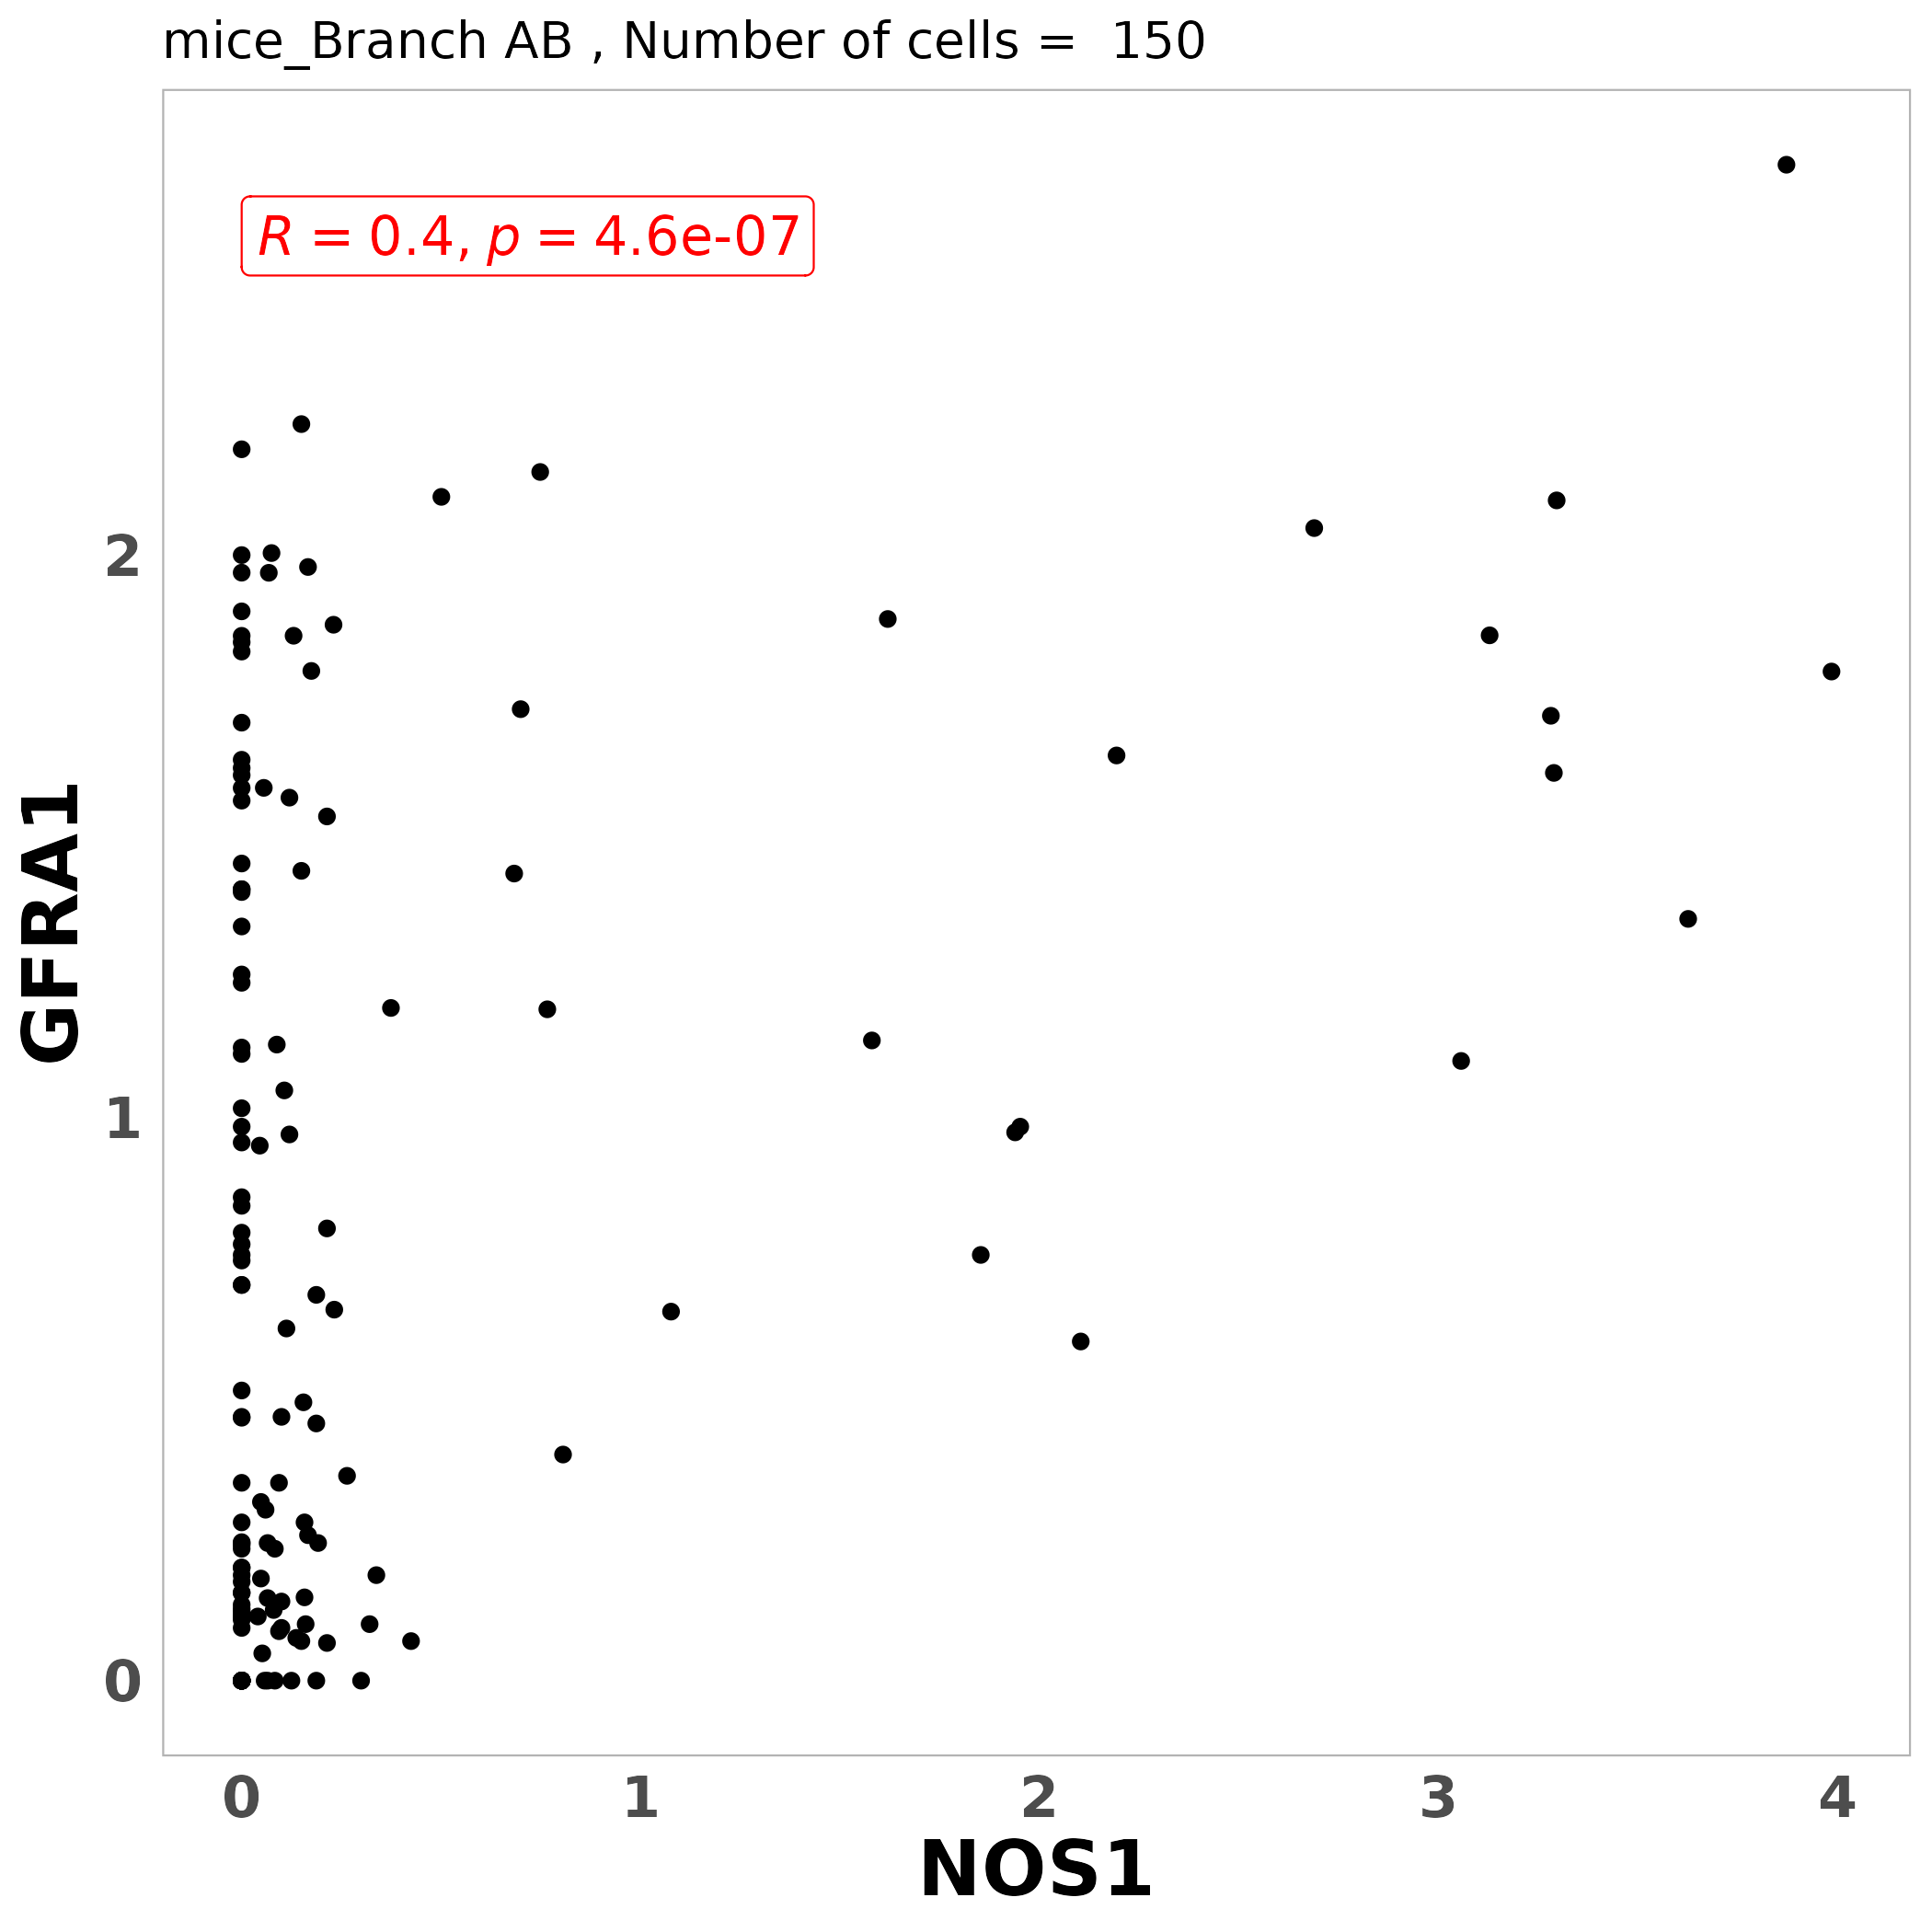 mice_Branch AB , Number of cells =  150
R = 0.4, p = 4.6e-07
GFRA1
2
1
0
0 1 2 3 4
NOS1